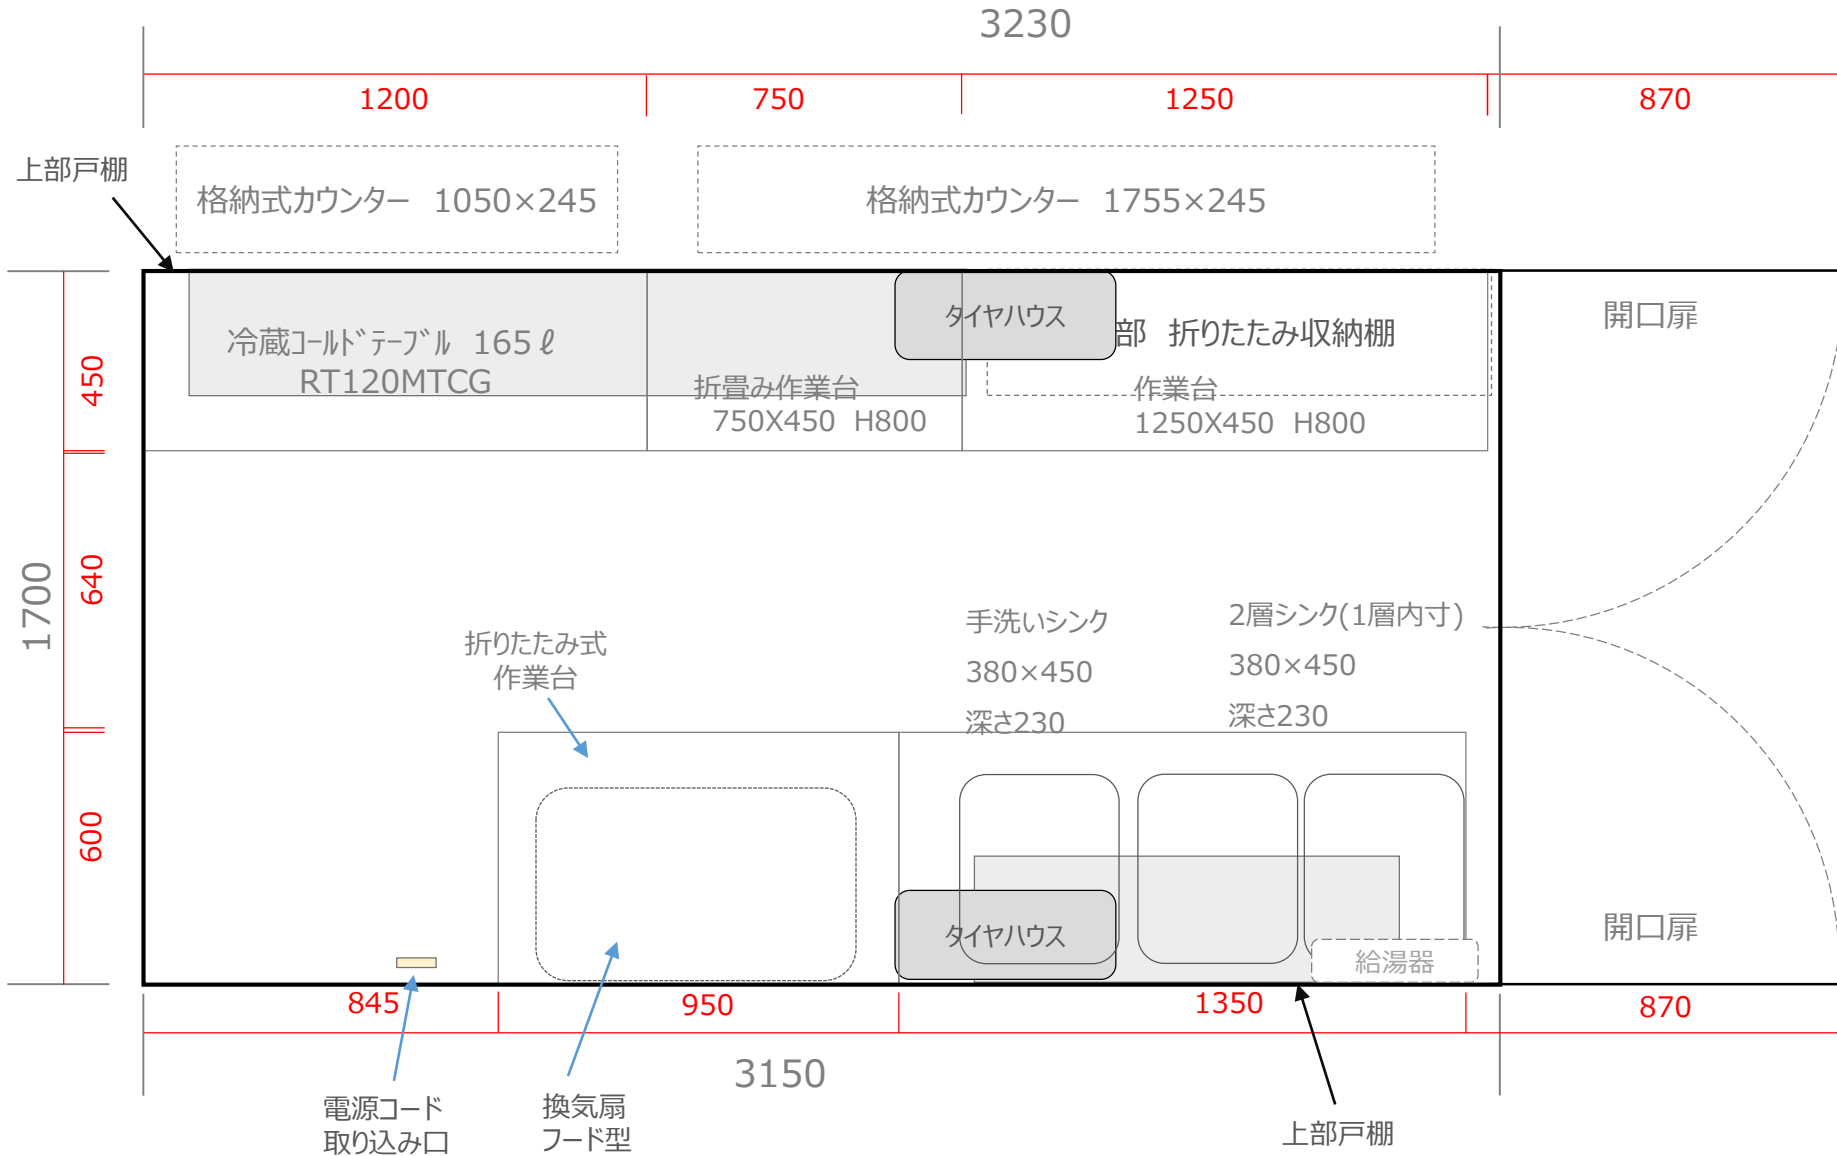 3230
1200
750
1250
870
上部戸棚
格納式カウンター 1050×245
格納式カウンター 1755×245
タイヤハウス
部 折りたたみ収納棚
開口扉
冷蔵ｺｰﾙﾄﾞﾃｰﾌﾞﾙ 165ℓ
RT120MTCG
折畳み作業台
750X450 H800
作業台
1250X450 H800
450
640
1700
600
折りたたみ式
作業台
手洗いシンク
380×450
深さ230
2層シンク(1層内寸)
380×450
深さ230
タイヤハウス
給湯器
開口扉
845
950
1350
870
3150
電源コード
取り込み口
換気扇
フード型
上部戸棚